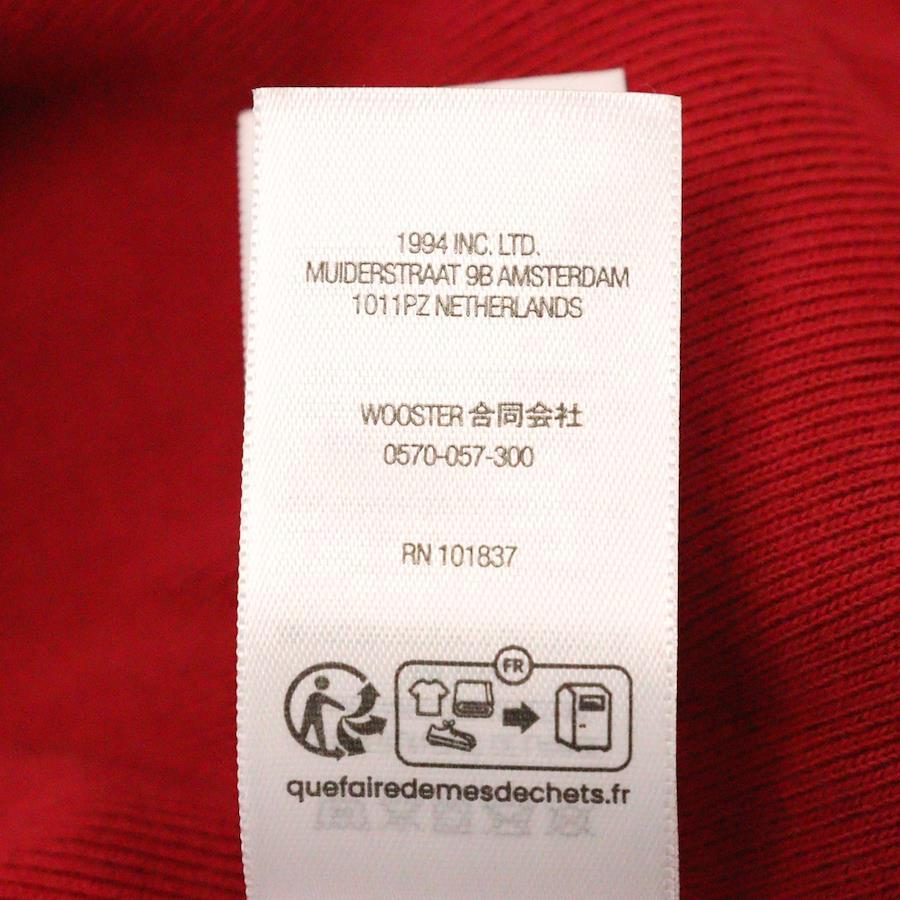 1994 INC. LTD.
MUIDERSTRAAT 9B AMSTERDAM
1011PZ NETHERLANDS
WOOSTER 合同会社
0570-057-300
RN 101837
FR
quefairedemesdechets.fr